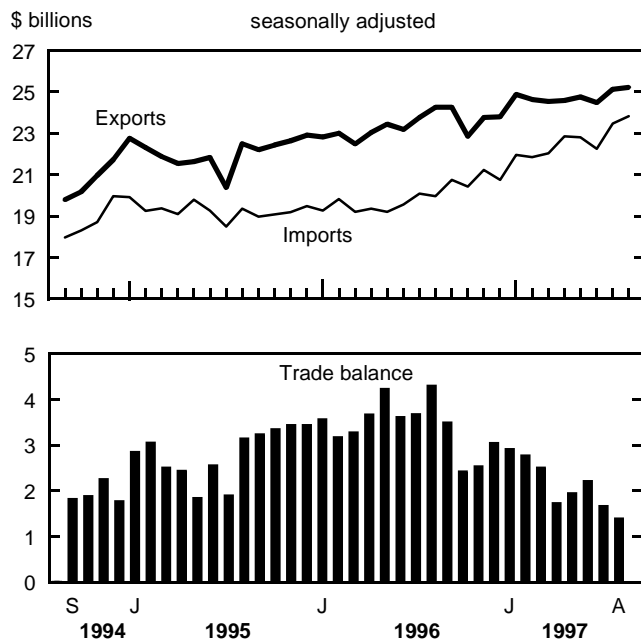 $ billions seasonally adjusted
27
25
Exports
23
21
19
Imports
17
15
5
Trade balance
4
3
2
1
0
S J J J A
1994 1995 1996 1997